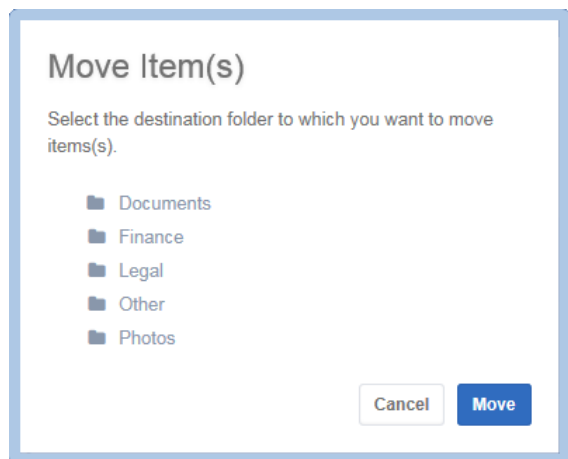 Move Item(s)
Select the destination folder to which you want to move
items(s).
Documents
Finance
Legal
Other
Photos
Cancel
Move